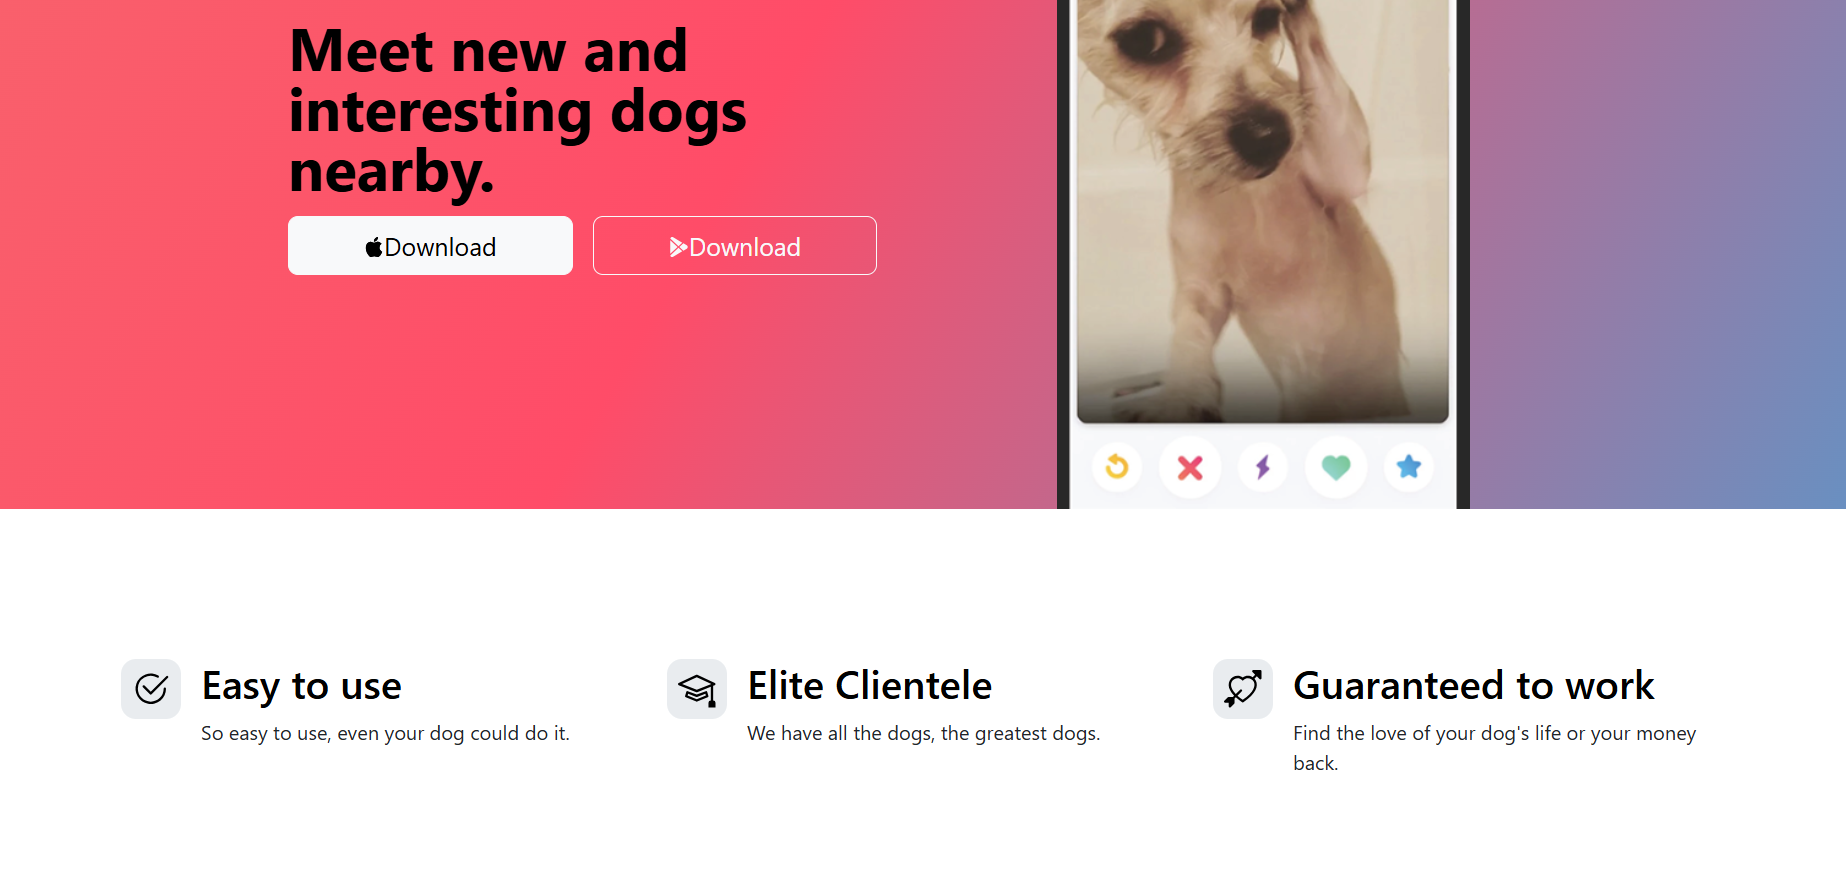 Meet new and
interesting dogs
nearby.
Download
Download
Easy to use
So easy to use, even your dog could do it.
Elite Clientele
We have all the dogs, the greatest dogs.
Guaranteed to work
Find the love of your dog's life or your money
back.